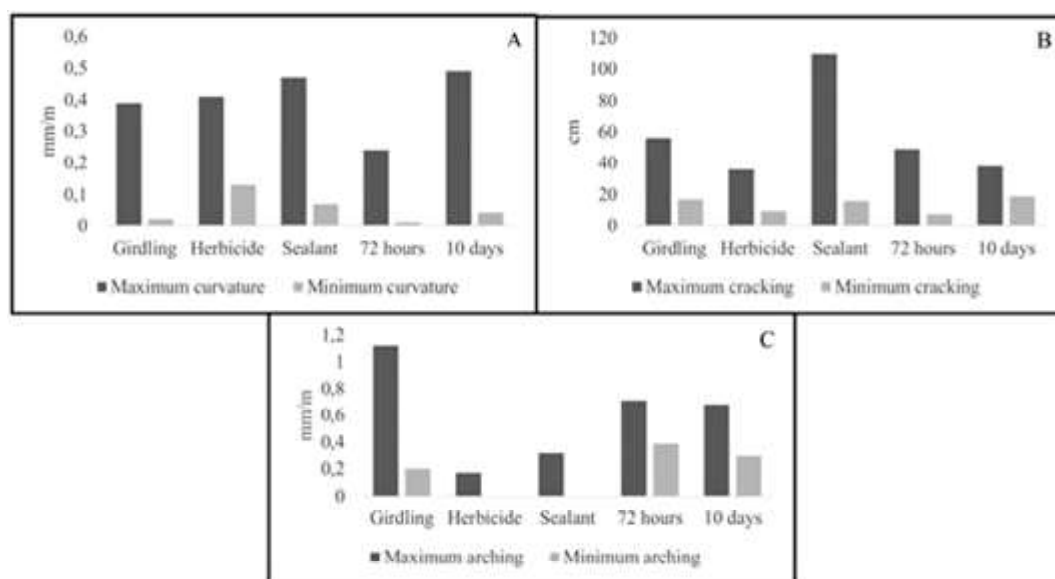 A
0,6
0,5
0,4
0,3
0,2
0,1
0
mm/m
Girdling Herbicide Sealant 72 hours 10 days
Maximum curvature Minimum curvature
B
120
100
80
60
40
20
0
cm
Girdling Herbicide Sealant 72 hours 10 days
Maximum cracking Minimum cracking
C
1,2
1
0,8
0,6
0,4
0,2
0
mm/m
Girdling Herbicide Sealant 72 hours 10 days
Maximum arching Minimum arching